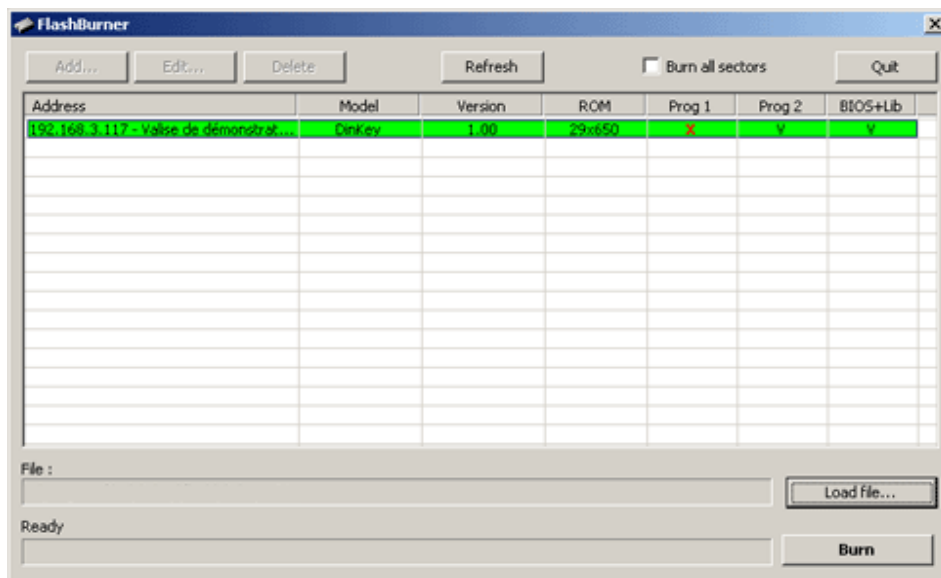 FlashBurner
Add... Edit... Delete Refresh Burn all sectors Quit
Address Model Version ROM Prog 1 Prog 2 BIOS+Lib
192.168.3.117 - Valise de démonstrat... DinKey 1.00 29x650 X V V
File :
Load file...
Ready
Burn